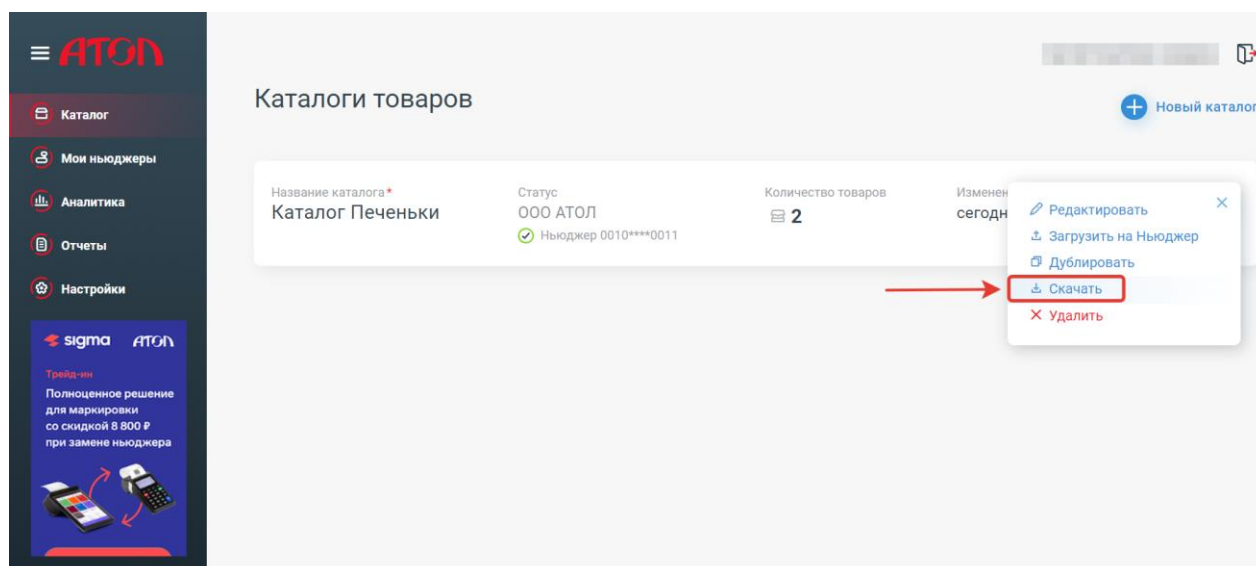 АТОЛ
Каталоги товаров
Новый каталог
Каталог
Мои ньюджеры
Аналитика
Отчеты
Настройки
Название каталога*
Каталог Печеньки
Статус
ООО АТОЛ
Ньюджер 0010****0011
Количество товаров
2
Изменен
сегодн
Редактировать
Загрузить на Ньюджер
Дублировать
Скачать
Удалить
sigma АТОЛ
Трейд-ин
Полноценное решение
для маркировки
со скидкой 8 800 ₽
при замене ньюджера